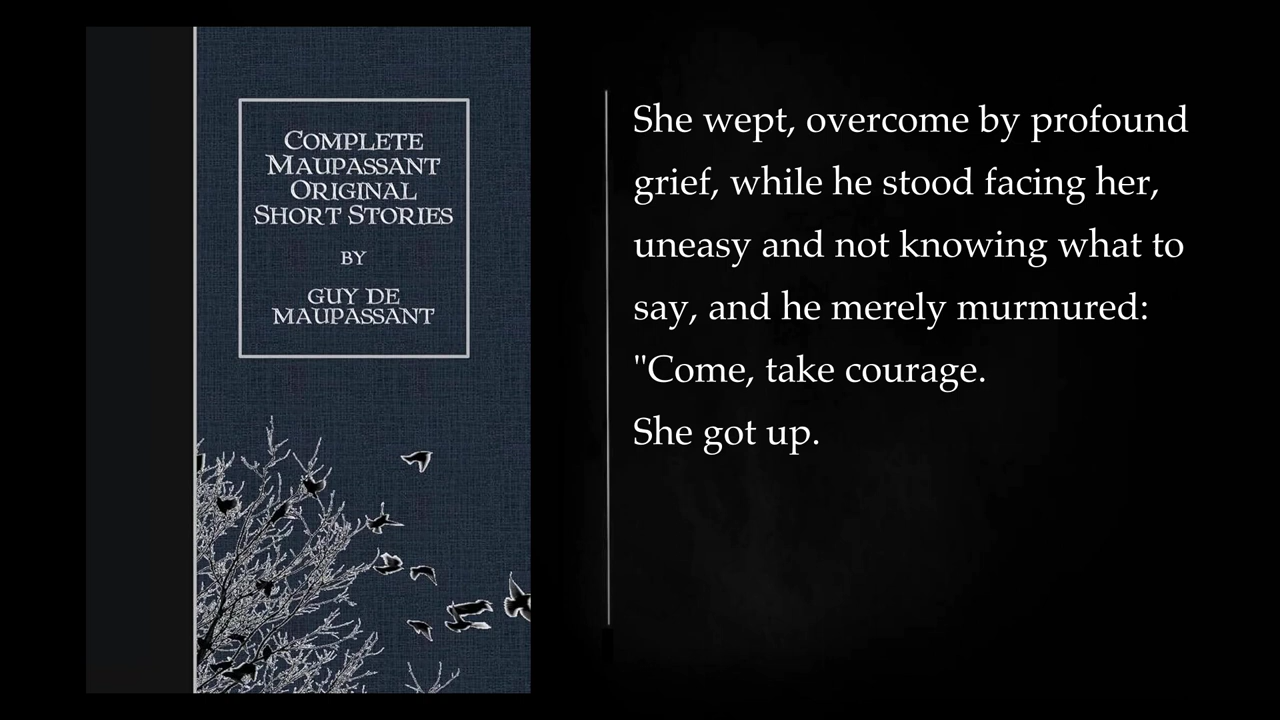 COMPLETE
MAUPASSANT
ORIGINAL
SHORT STORIES
BY
GUY DE
MAUPASSANT
She wept, overcome by profound
grief, while he stood facing her,
uneasy and not knowing what to
say, and he merely murmured:
"Come, take courage.
She got up.